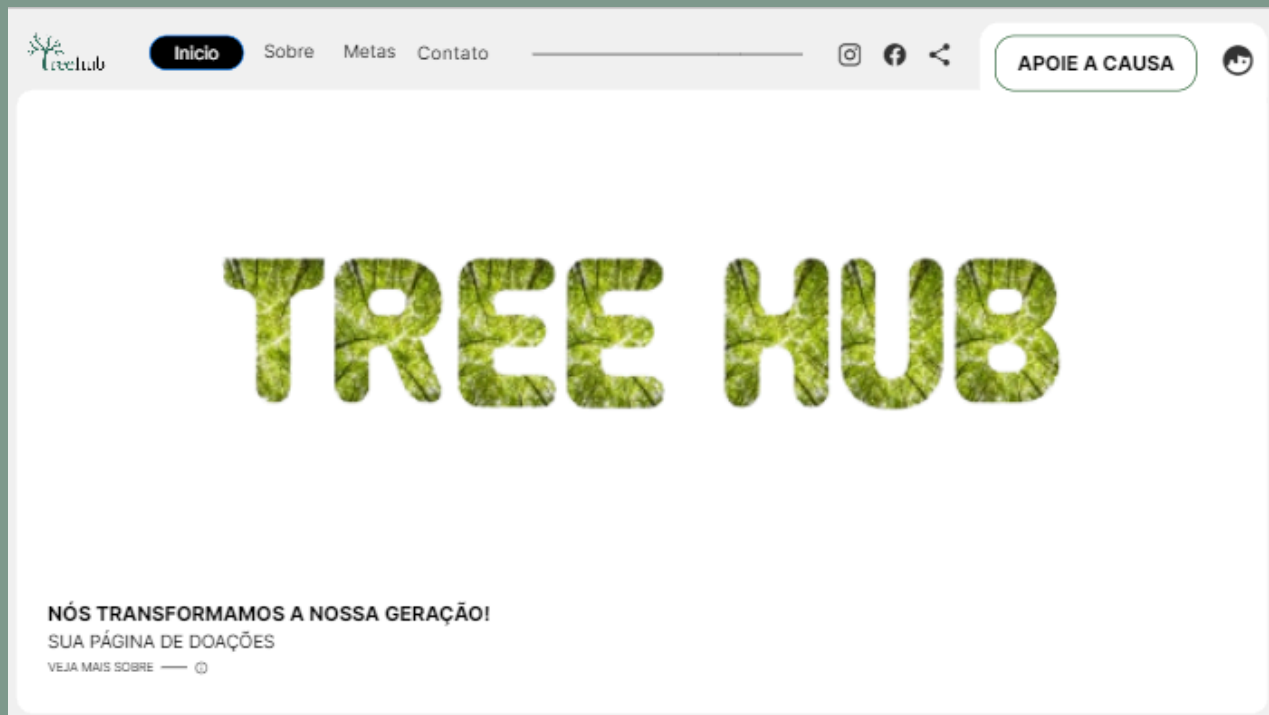 Treehub
Inicio Sobre Metas Contato
APOIE A CAUSA
TREE HUB
NÓS TRANSFORMAMOS A NOSSA GERAÇÃO!
SUA PÁGINA DE DOAÇÕES
VEJA MAIS SOBRE